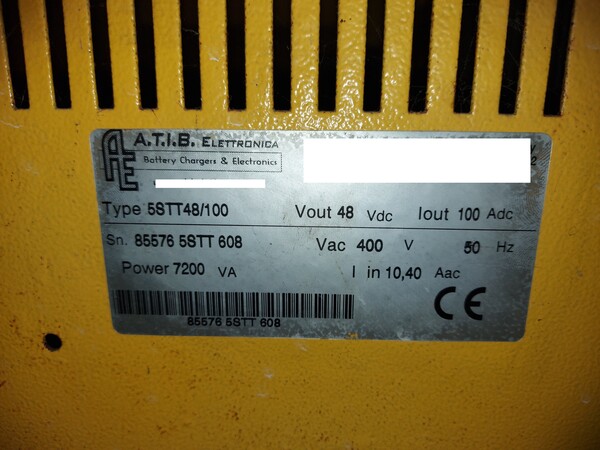 A.T.I.B. ELETTRONICA
Battery Chargers & Electronics
AE
Type 5STT48/100 Vout 48 Vdc Iout 100 Adc
Sn. 85576 5STT 608 Vac 400 V 50 Hz
Power 7200 VA I in 10,40 Aac
CE
85576 5STT 608